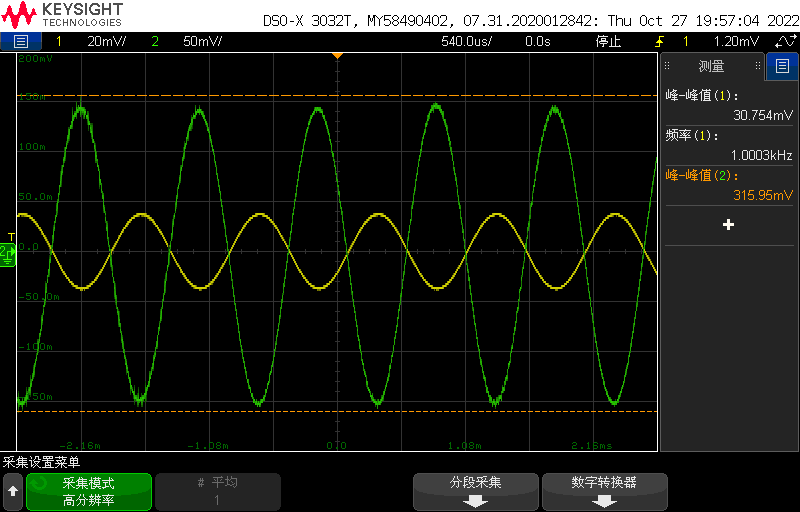 KEYSIGHT
TECHNOLOGIES
DSO-X 3032T, MY58490402, 07.31.2020012842: Thu Oct 27 19:57:04 2022
1 20mV/ 2 50mV/ 540.0us/ 0.0s 停止 1 1.20mV
200mV
150m
100m
50.0m
0.0
-50.0m
-100m
-150m
T
2
-2.16m -1.08m 0.0 1.08m 2.16ms
测量
峰-峰值(1):
30.754mV
频率(1):
1.0003kHz
峰-峰值(2):
315.95mV
+
采集设置菜单
采集模式
高分辨率
# 平均
1
分段采集
数字转换器